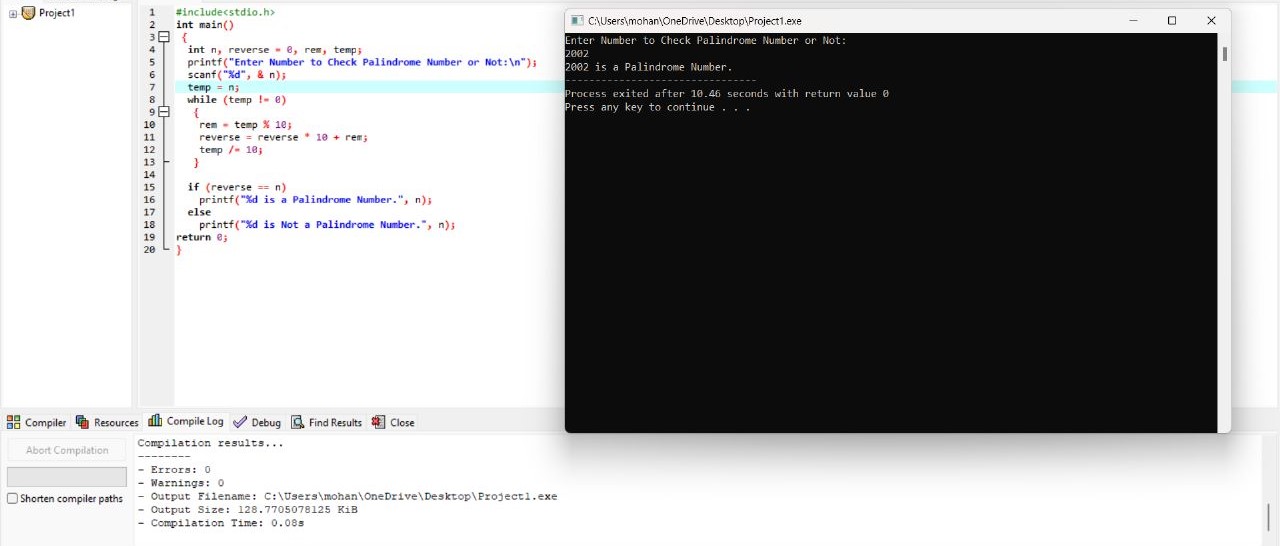 Project1
1 #include<stdio.h>
2 int main()
3 {
4 int n, reverse = 0, rem, temp;
5 printf("Enter Number to Check Palindrome Number or Not:\n");
6 scanf("%d", & n);
7 temp = n;
8 while (temp != 0)
9 {
10 rem = temp % 10;
11 reverse = reverse * 10 + rem;
12 temp /= 10;
13 }
14
15 if (reverse == n)
16 printf("%d is a Palindrome Number.", n);
17 else
18 printf("%d is Not a Palindrome Number.", n);
19 return 0;
20 }
C:\Users\mohan\OneDrive\Desktop\Project1.exe
Enter Number to Check Palindrome Number or Not:
2002
2002 is a Palindrome Number.
--------------------------------
Process exited after 10.46 seconds with return value 0
Press any key to continue . . .
Compiler Resources Compile Log Debug Find Results Close
Abort Compilation
Shorten compiler paths
Compilation results...
--------
- Errors: 0
- Warnings: 0
- Output Filename: C:\Users\mohan\OneDrive\Desktop\Project1.exe
- Output Size: 128.7705078125 KiB
- Compilation Time: 0.08s